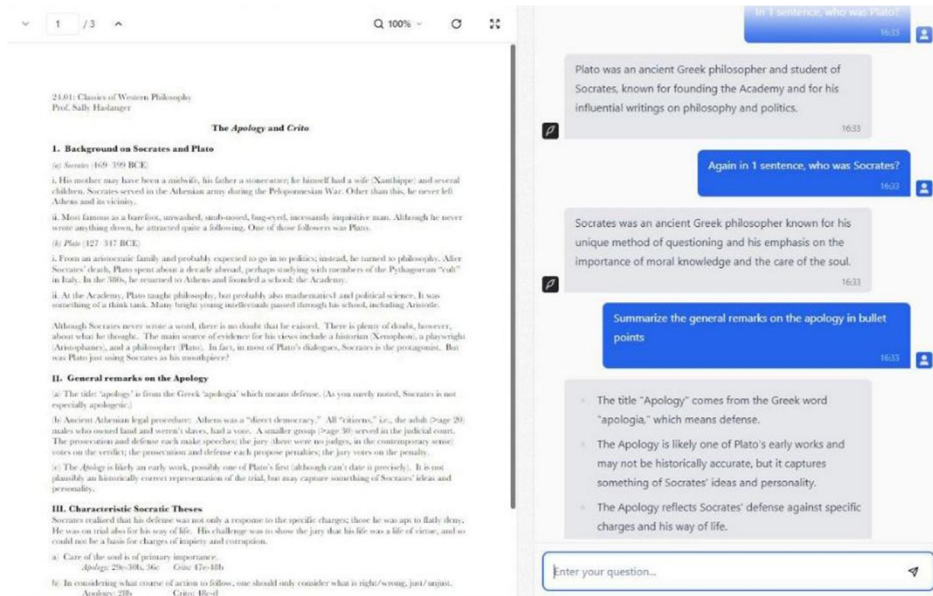 1 / 3
100%
24.01: Classics of Western Philosophy
Prof. Sally Haslanger
The Apology and Crito
I. Background on Socrates and Plato
(a) Socrates (469-399 BCE)
i. His mother may have been a midwife, his father a stonecutter; he himself had a wife (Xanthippe) and several
children. Socrates served in the Athenian army during the Peloponnesian War. Other than this, he never left
Athens and its vicinity.
ii. Most famous as a barefoot, unwashed, snub-nosed, bug-eyed, incessantly inquisitive man. Although he never
wrote anything down, he attracted quite a following. One of those followers was Plato.
(b) Plato (427-347 BCE)
i. From an aristocratic family and probably expected to go in to politics; instead, he turned to philosophy. After
Socrates' death, Plato spent about a decade abroad, perhaps studying with members of the Pythagorean "cult"
in Italy. In the 380s, he returned to Athens and founded a school: the Academy.
ii. At the Academy, Plato taught philosophy, but probably also mathematics and political science. It was
something of a think tank. Many bright young intellectuals passed through his school, including Aristotle.
Although Socrates never wrote a word, there is no doubt that he existed. There is plenty of doubt, however,
about what he thought. The main source of evidence for his views include a historian (Xenophon), a playwright
(Aristophanes), and a philosopher (Plato). In fact, in most of Plato's dialogues, Socrates is the protagonist. But
was Plato just using Socrates as his mouthpiece?
II. General remarks on the Apology
(a) The title: 'apology' is from the Greek 'apologia' which means defense. (As you surely noted, Socrates is not
especially apologetic.)
(b) Ancient Athenian legal procedure: Athens was a "direct democracy." All "citizens," i.e., the adult (>age 20)
males who owned land and weren't slaves, had a vote. A smaller group (>age 30) served in the judicial court.
The prosecution and defense each make speeches; the jury (there were no judges, in the contemporary sense)
votes on the verdict; the prosecution and defense each propose penalties; the jury votes on the penalty.
(c) The Apology is likely an early work, possibly one of Plato's first (although can't date it precisely). It is not
plausibly an historically correct representation of the trial, but may capture something of Socrates' ideas and
personality.
III. Characteristic Socratic Theses
Socrates realized that his defense was not only a response to the specific charges; those he was apt to flatly deny.
He was on trial also for his way of life. His challenge was to show the jury that his life was a life of virtue, and so
could not be a basis for charges of impiety and corruption.
a) Care of the soul is of primary importance.
Apology: 29e-30b, 36c Crito: 47e-48b
b) In considering what course of action to follow, one should only consider what is right/wrong, just/unjust.
Apology: 28b Crito: 48c-d
In 1 sentence, who was Plato?
16:33
Plato was an ancient Greek philosopher and student of
Socrates, known for founding the Academy and for his
influential writings on philosophy and politics.
16:33
Again in 1 sentence, who was Socrates?
16:33
Socrates was an ancient Greek philosopher known for his
unique method of questioning and his emphasis on the
importance of moral knowledge and the care of the soul.
16:33
Summarize the general remarks on the apology in bullet
points
16:33
The title "Apology" comes from the Greek word
"apologia," which means defense.
The Apology is likely one of Plato's early works and
may not be historically accurate, but it captures
something of Socrates' ideas and personality.
The Apology reflects Socrates' defense against specific
charges and his way of life.
Enter your question...